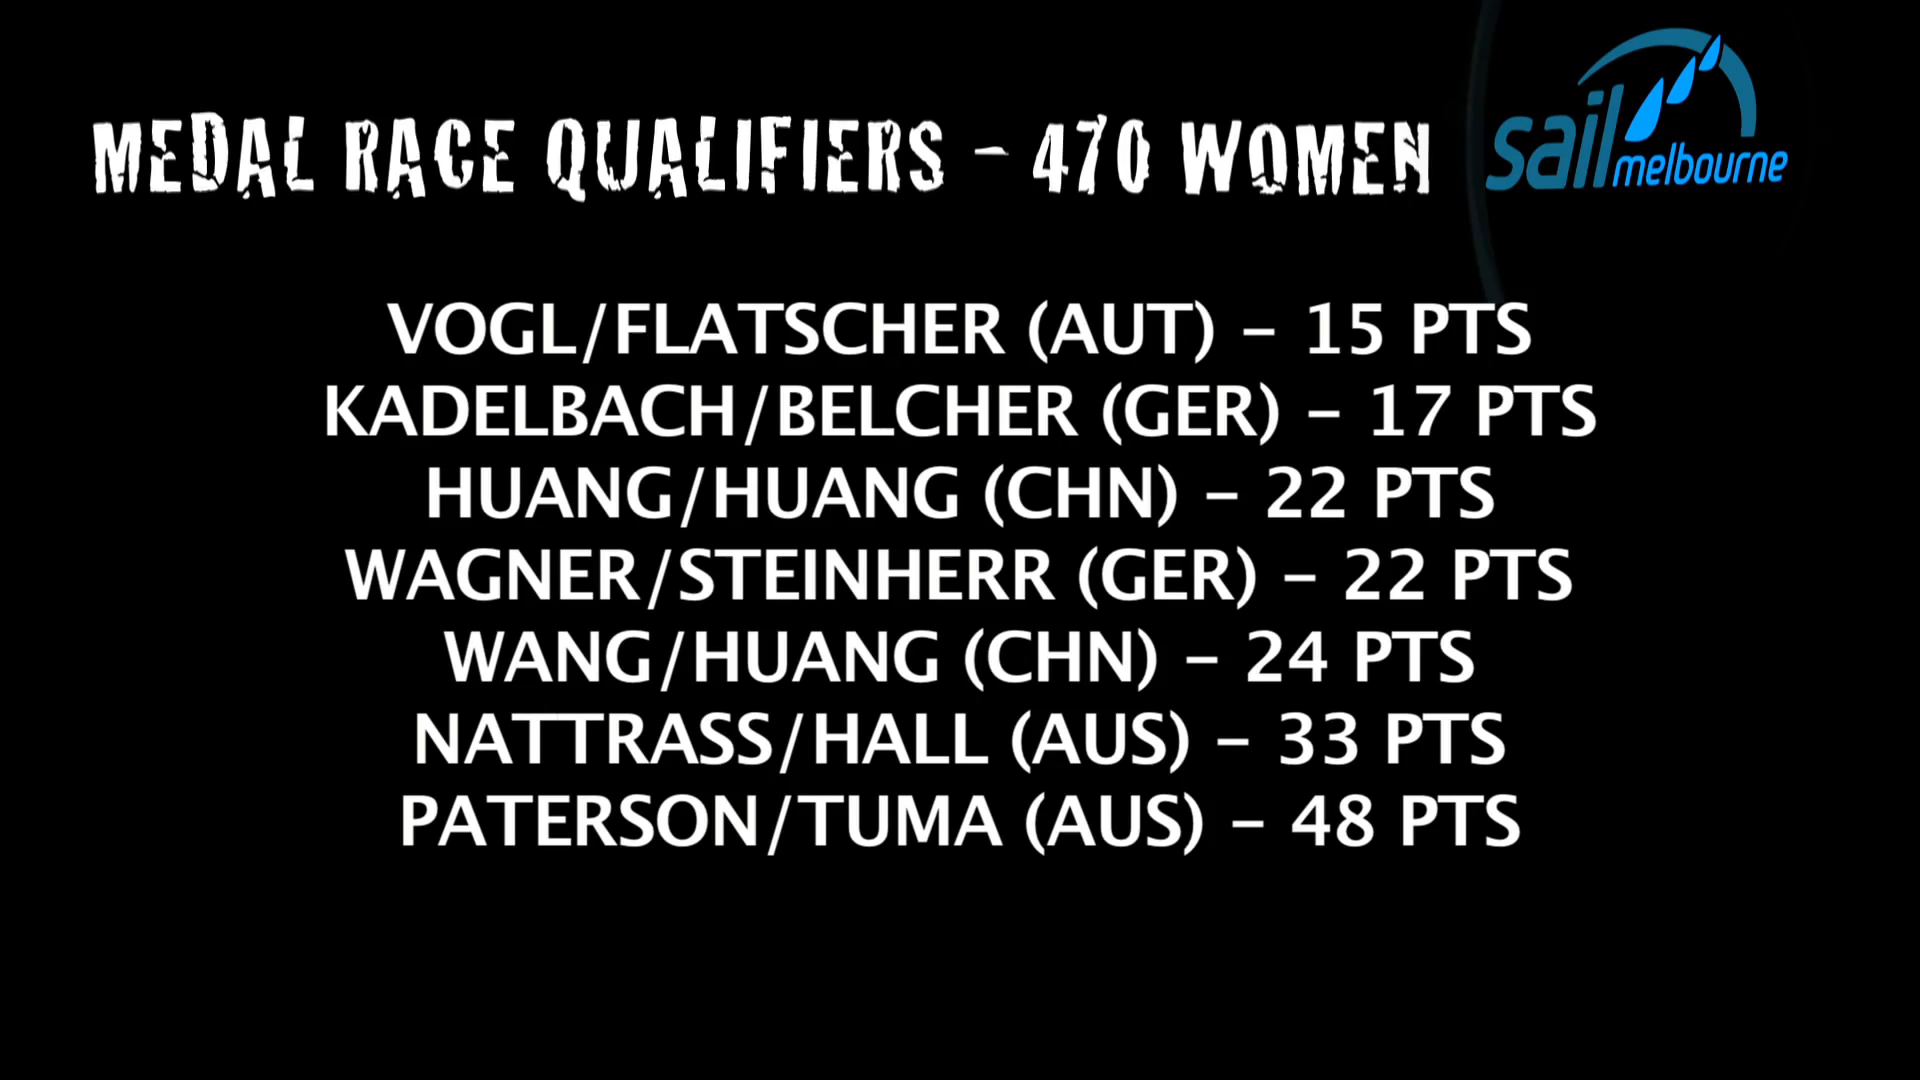 MEDAL RACE QUALIFIERS - 470 WOMEN
sail melbourne
VOGL/FLATSCHER (AUT) – 15 PTS
KADELBACH/BELCHER (GER) – 17 PTS
HUANG/HUANG (CHN) – 22 PTS
WAGNER/STEINHERR (GER) – 22 PTS
WANG/HUANG (CHN) – 24 PTS
NATTRASS/HALL (AUS) – 33 PTS
PATERSON/TUMA (AUS) – 48 PTS